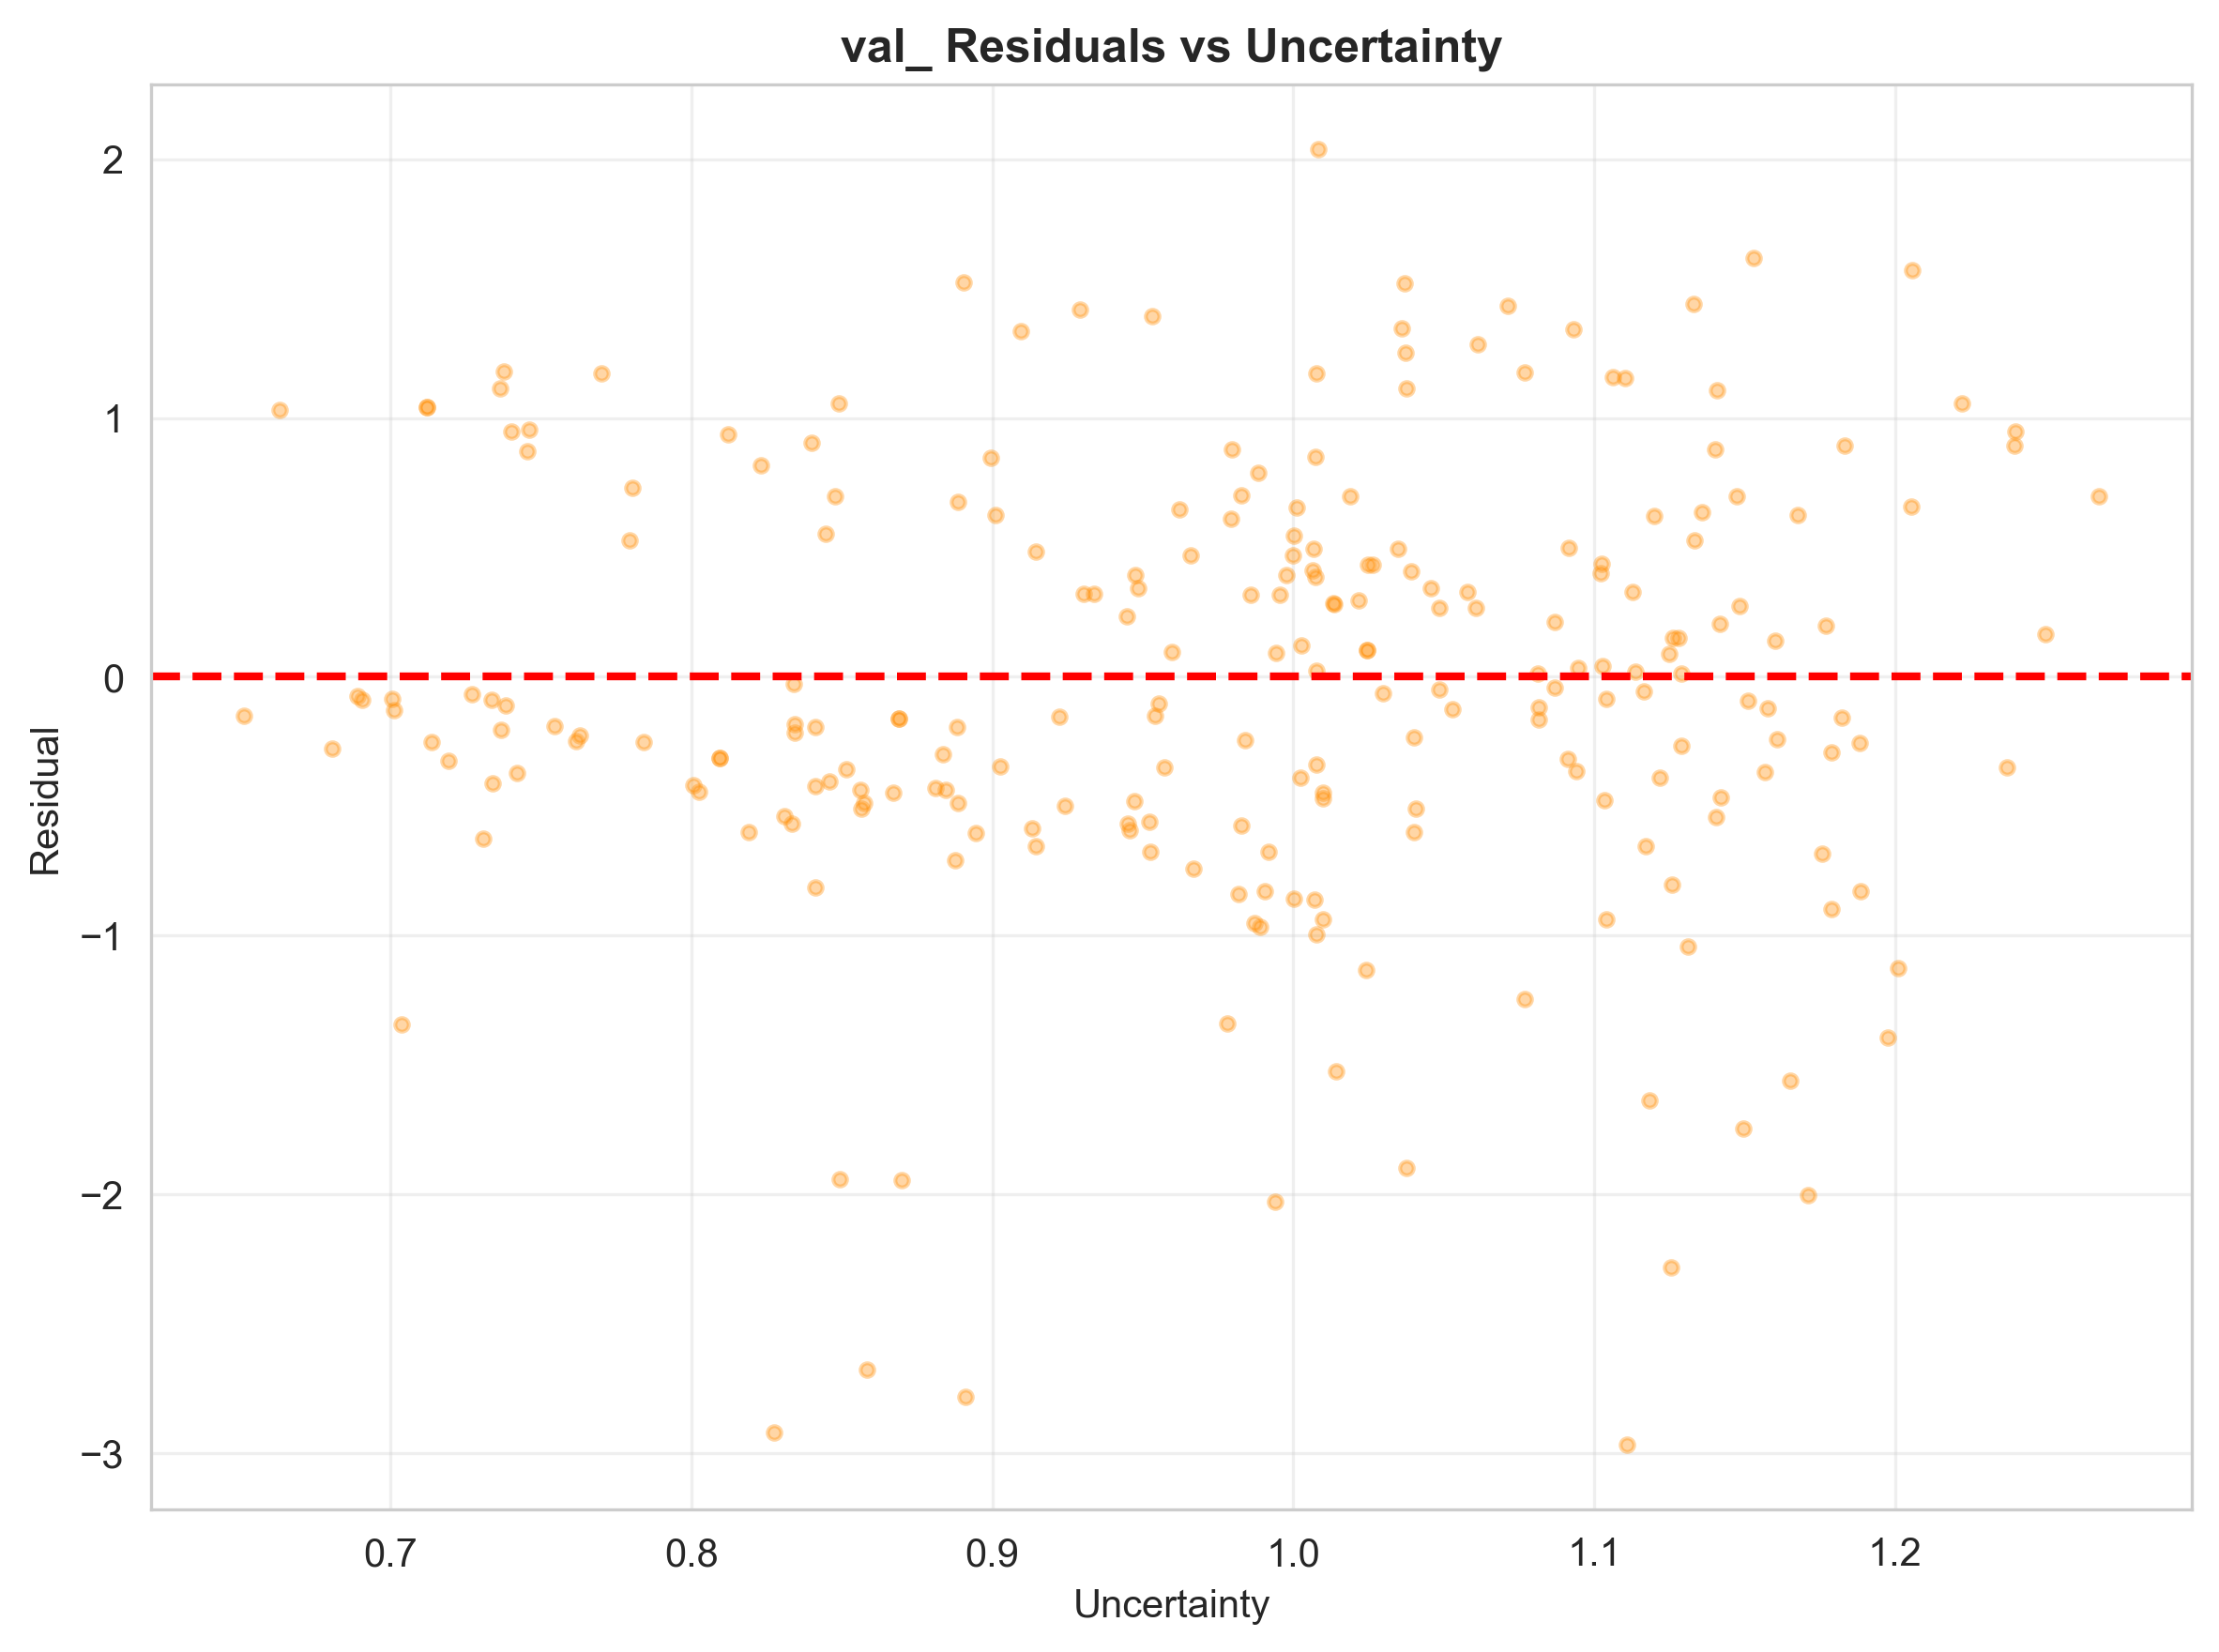 val_ Residuals vs Uncertainty
2
1
0
−1
−2
−3
Residual
0.7 0.8 0.9 1.0 1.1 1.2
Uncertainty